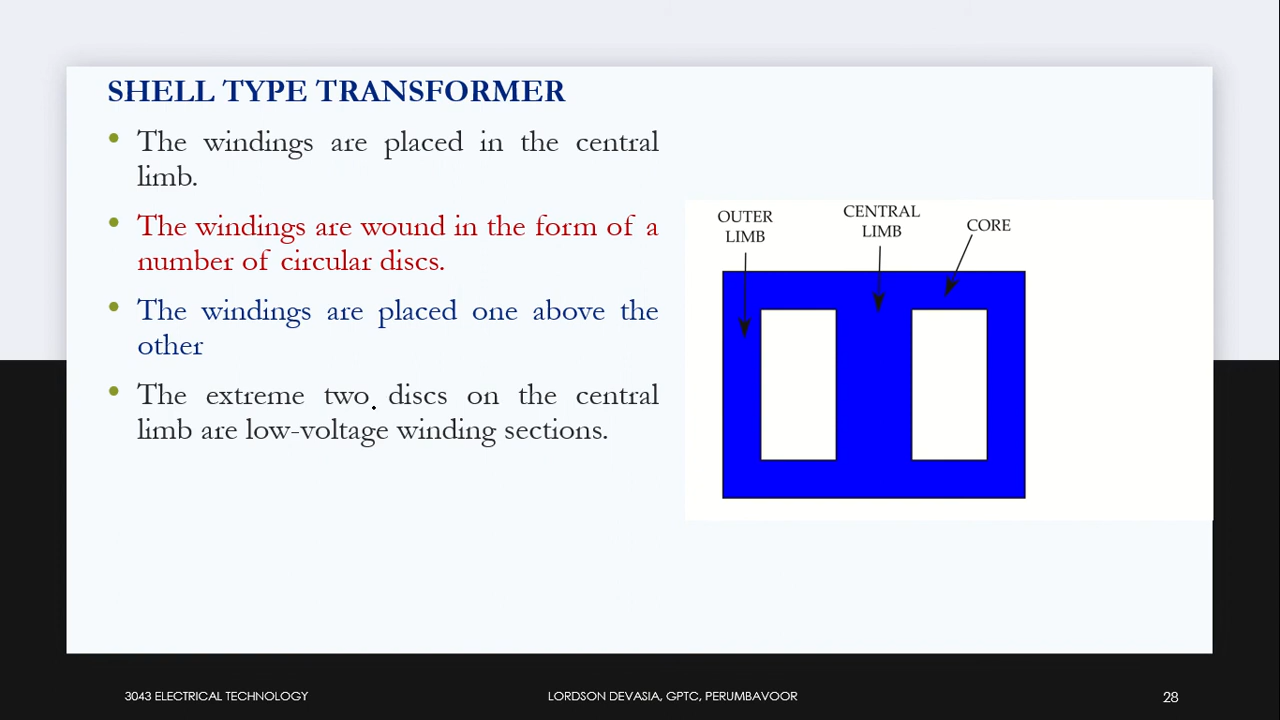 SHELL TYPE TRANSFORMER
The windings are placed in the central
limb.
The windings are wound in the form of a
number of circular discs.
The windings are placed one above the
other
The extreme two discs on the central
limb are low-voltage winding sections.
OUTER
LIMB
CENTRAL
LIMB
CORE
3043 ELECTRICAL TECHNOLOGY
LORDSON DEVASIA, GPTC, PERUMBAVOOR
28